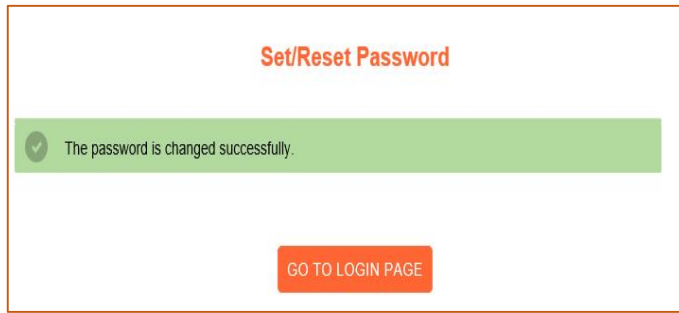 Set/Reset Password
The password is changed successfully.
GO TO LOGIN PAGE